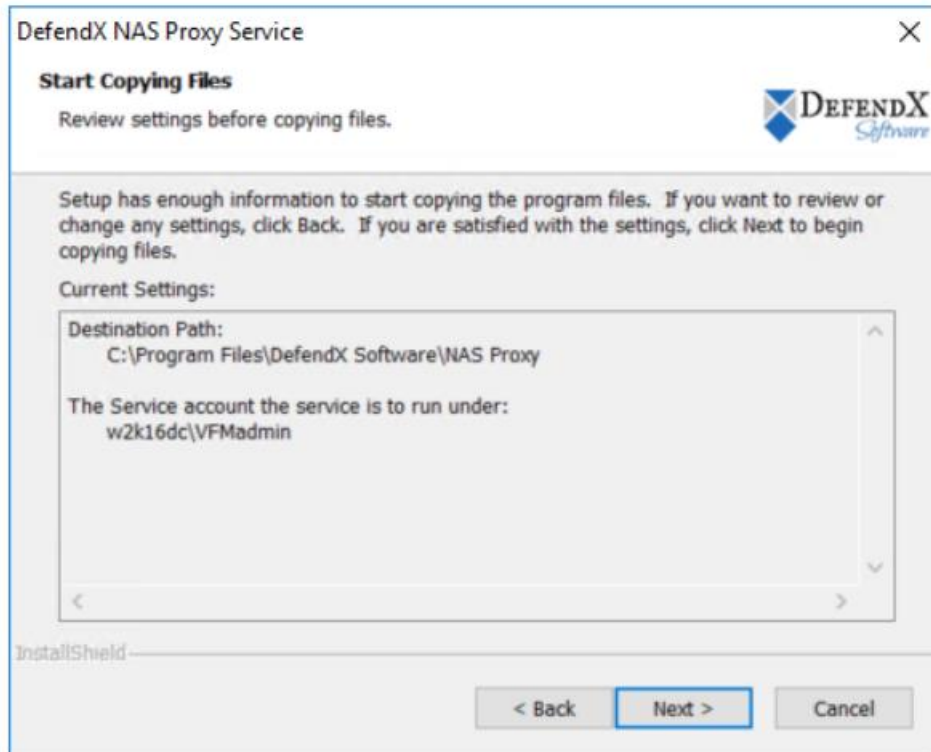 DefendX NAS Proxy Service
Start Copying Files
Review settings before copying files.
DEFENDX
Software
Setup has enough information to start copying the program files. If you want to review or
change any settings, click Back. If you are satisfied with the settings, click Next to begin
copying files.
Current Settings:
Destination Path:
C:\Program Files\DefendX Software\NAS Proxy
The Service account the service is to run under:
w2k16dc\VFMadmin
InstallShield
< Back
Next >
Cancel